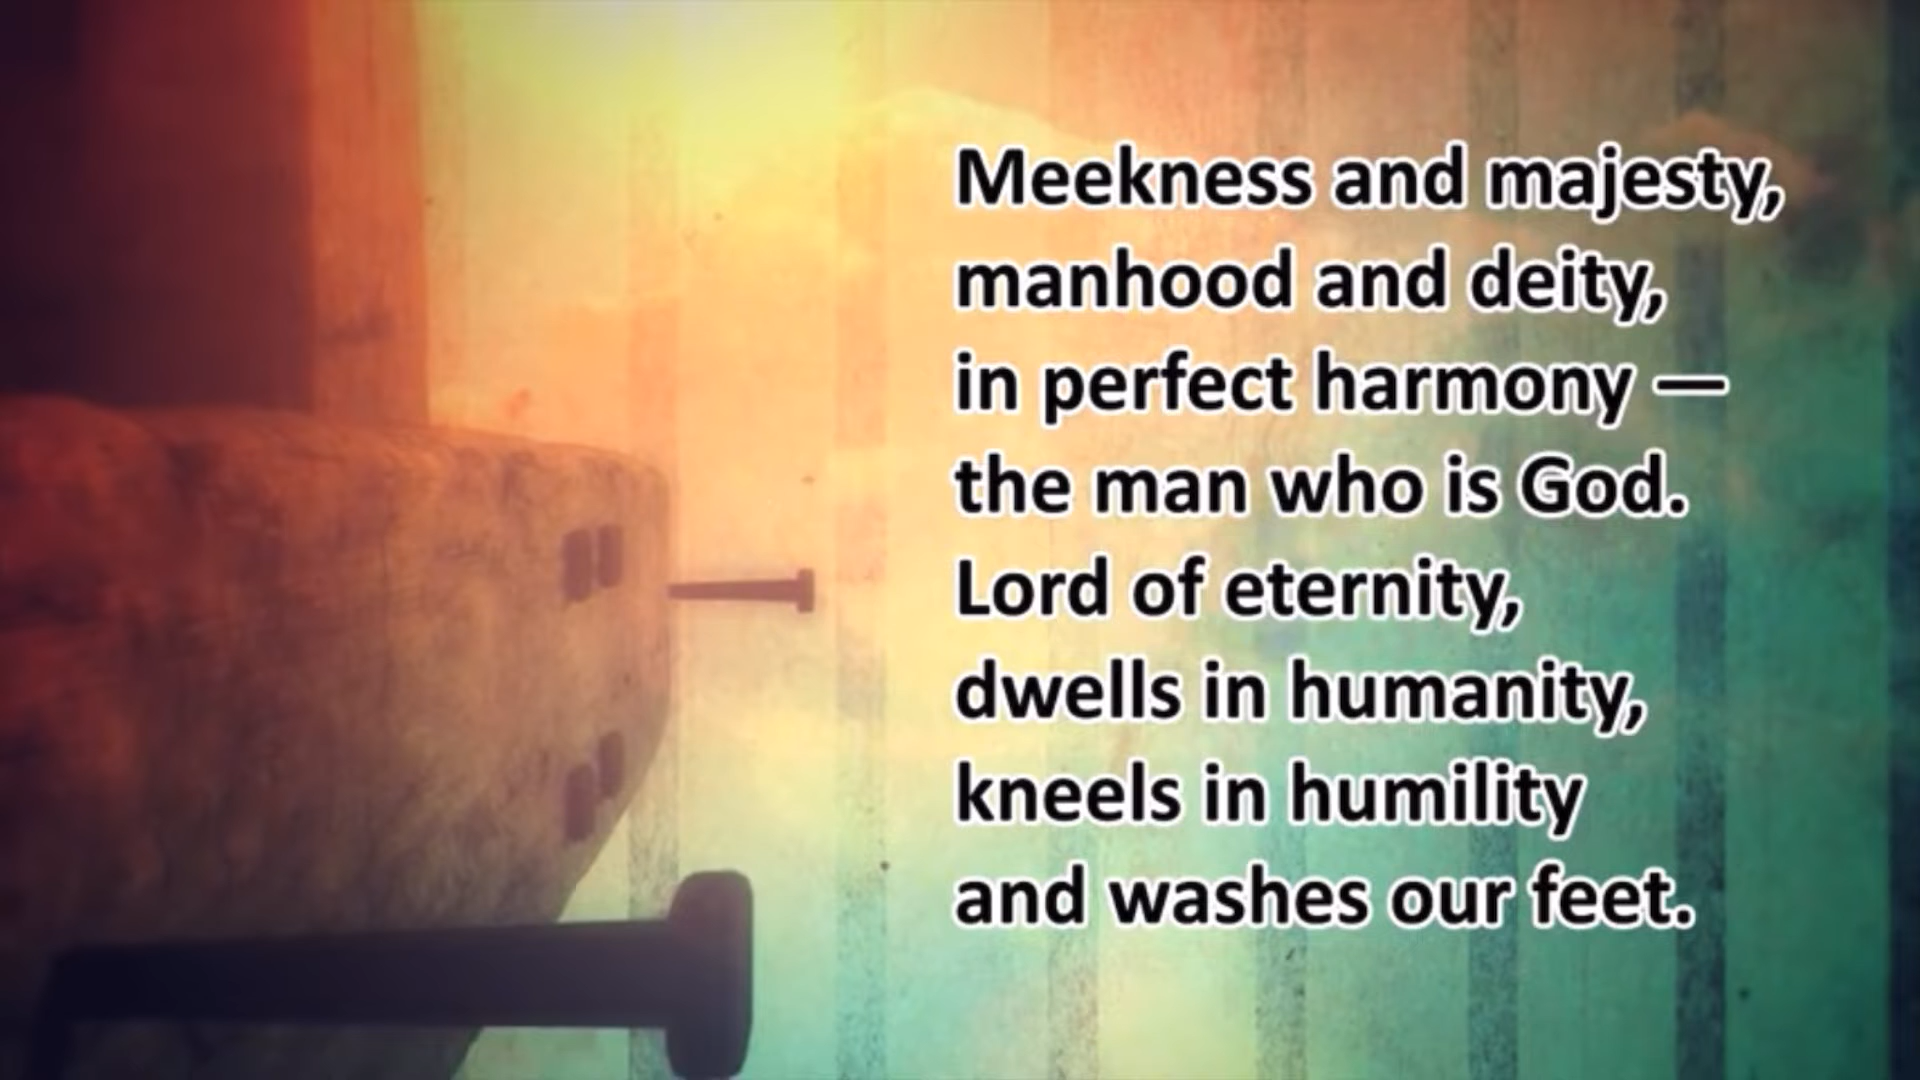 Meekness and majesty,
manhood and deity,
in perfect harmony —
the man who is God.
Lord of eternity,
dwells in humanity,
kneels in humility
and washes our feet.